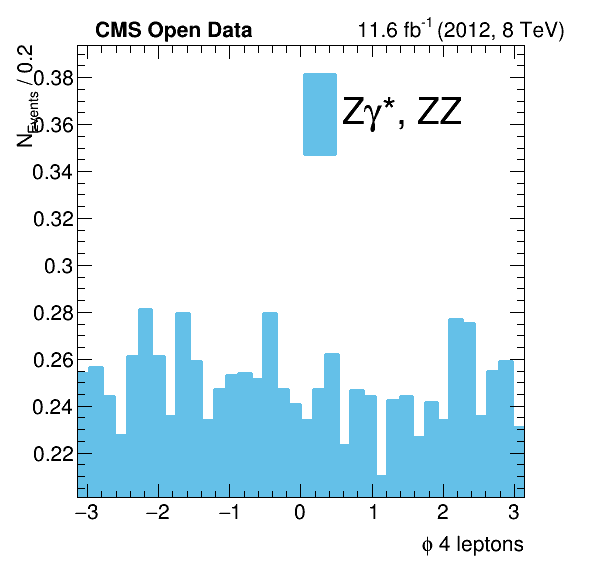 CMS Open Data
11.6 fb⁻¹ (2012, 8 TeV)
N_Events / 0.2
Zγ*, ZZ
0.38
0.36
0.34
0.32
0.3
0.28
0.26
0.24
0.22
−3 −2 −1 0 1 2 3
ϕ 4 leptons